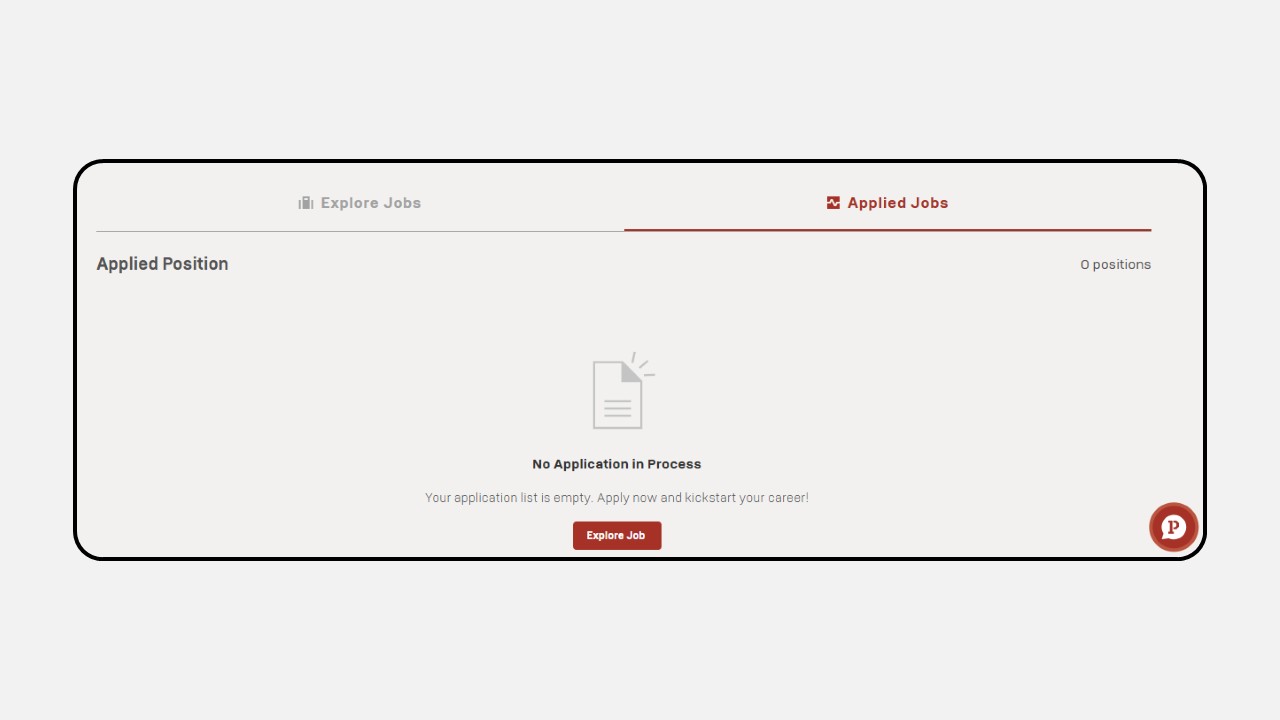 Explore Jobs
Applied Jobs
Applied Position
0 positions
No Application in Process
Your application list is empty. Apply now and kickstart your career!
Explore Job
P